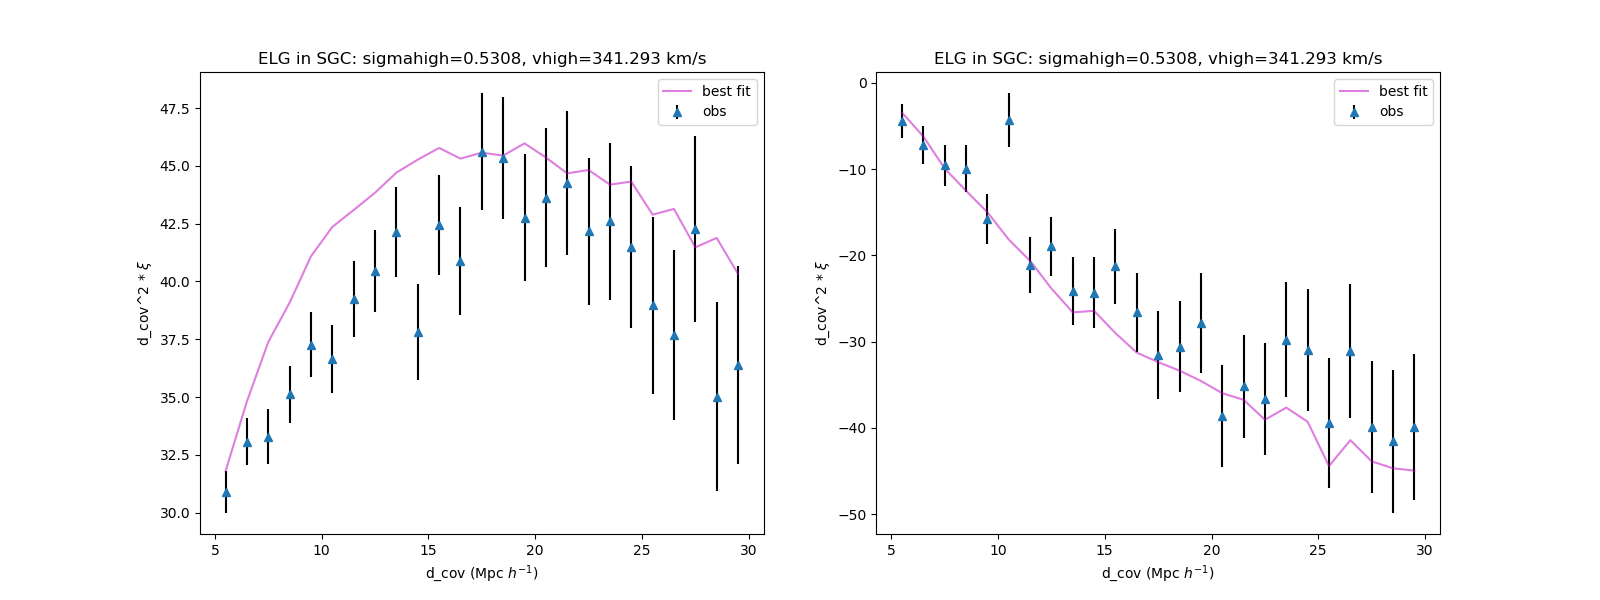 ELG in SGC: sigmahigh=0.5308, vhigh=341.293 km/s
best fit
obs
47.5
45.0
42.5
40.0
37.5
35.0
32.5
30.0
d_cov^2 * ξ
5
10
15
20
25
30
d_cov (Mpc h⁻¹)
ELG in SGC: sigmahigh=0.5308, vhigh=341.293 km/s
best fit
obs
0
−10
−20
−30
−40
−50
d_cov^2 * ξ
5
10
15
20
25
30
d_cov (Mpc h⁻¹)